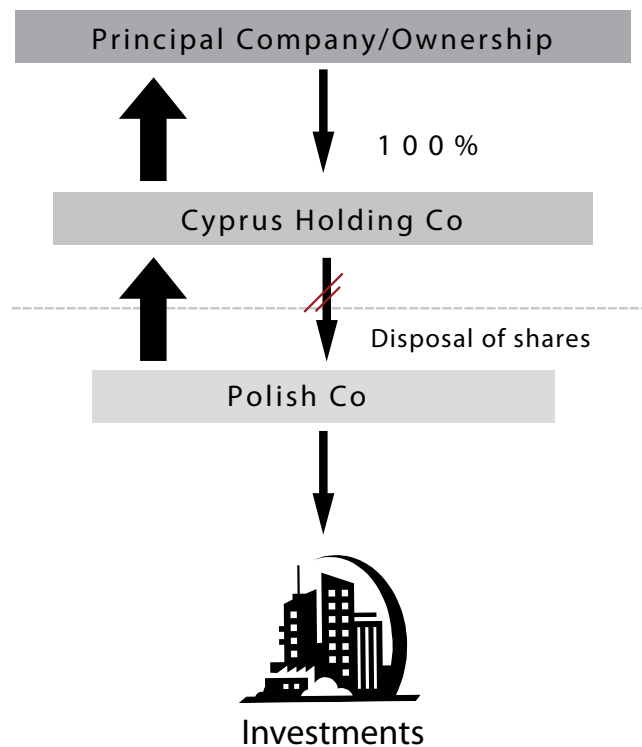 Principal Company/Ownership
100%
Cyprus Holding Co
Disposal of shares
Polish Co
Investments